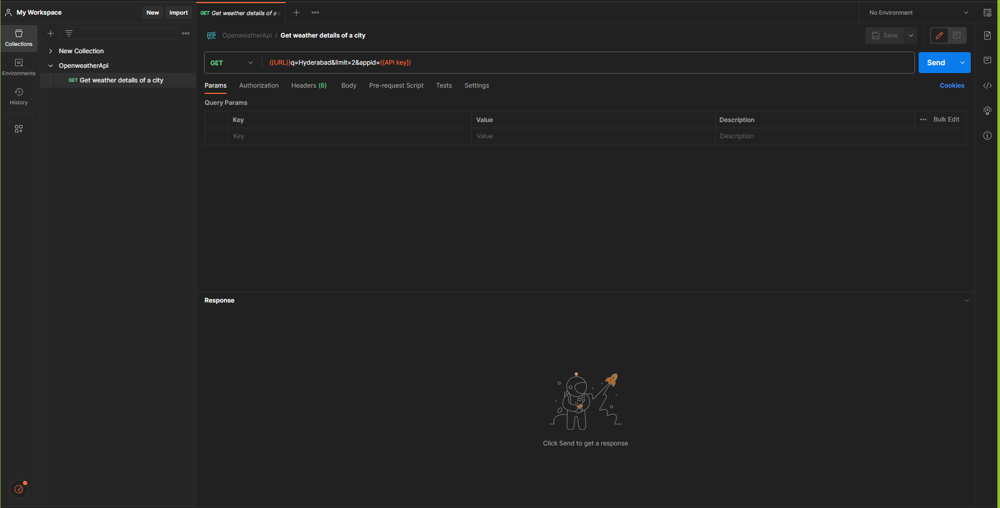 My Workspace
New
Import
GET Get weather details of a c
No Environment
Collections
Environments
History
New Collection
OpenweatherApi
GET Get weather details of a city
HTTP
OpenweatherApi / Get weather details of a city
Save
GET
{{URL}}q=Hyderabad&limit=2&appid={{API key}}
Send
Params
Authorization
Headers (6)
Body
Pre-request Script
Tests
Settings
Cookies
Query Params
Key
Value
Description
Bulk Edit
Key
Value
Description
Response
Click Send to get a response